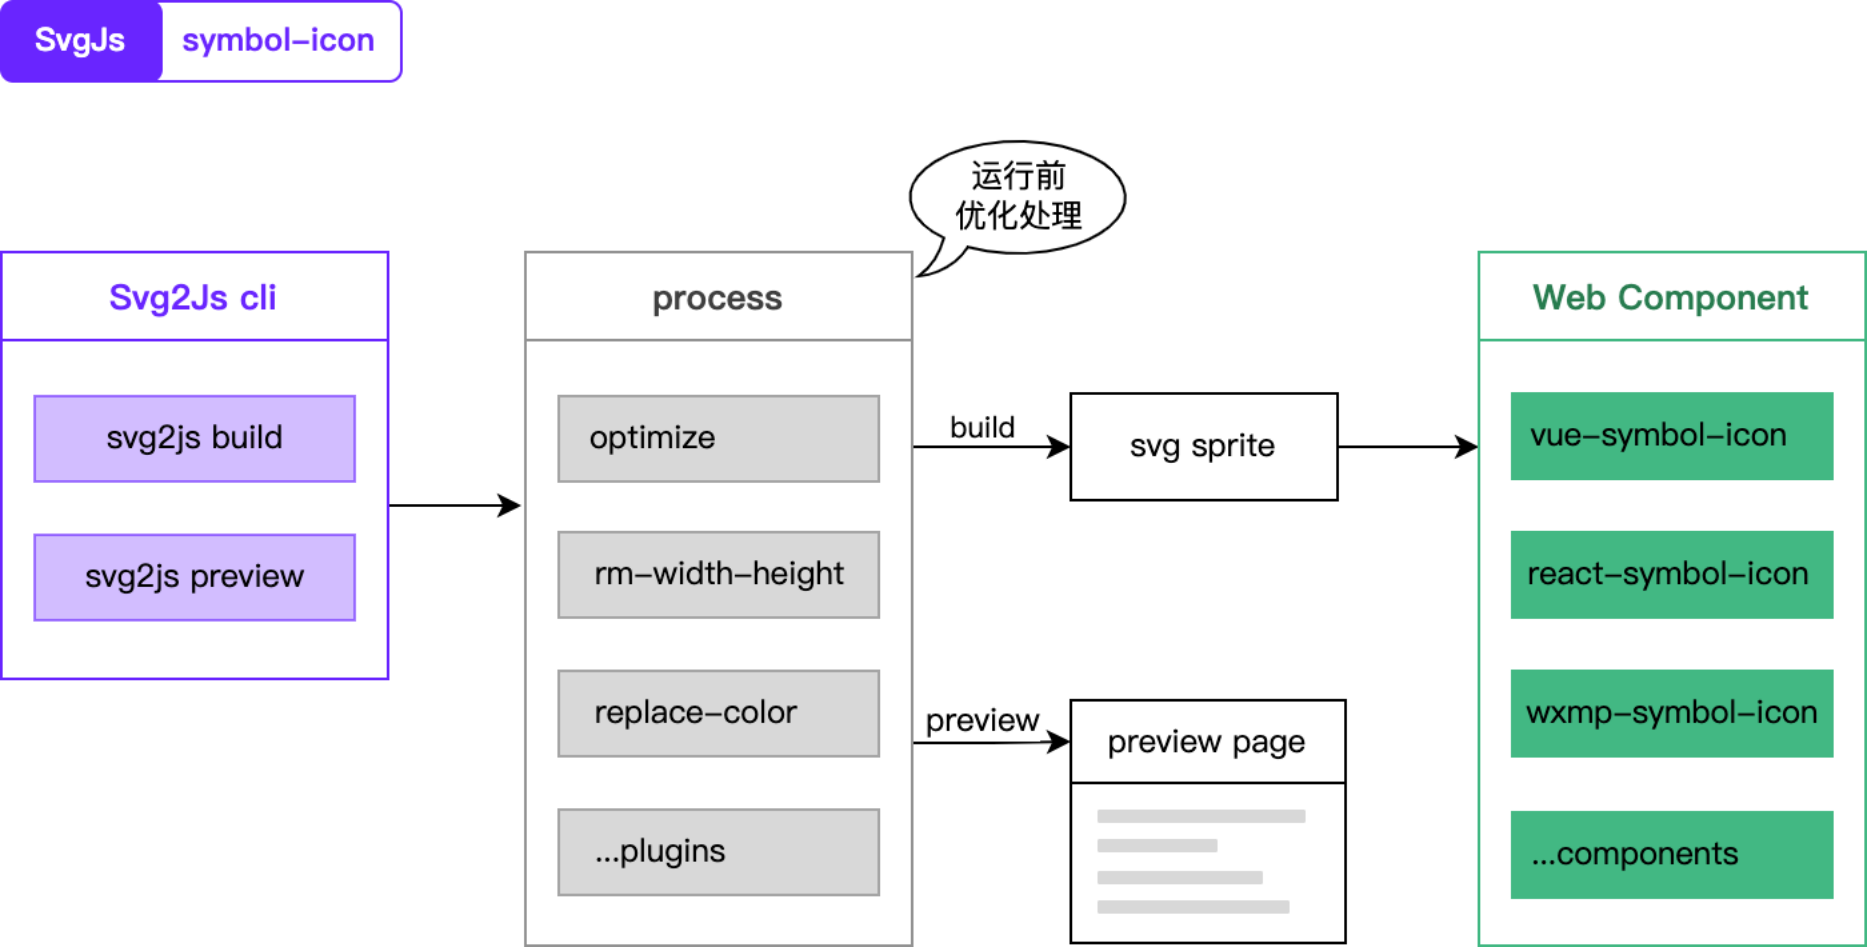 SvgJs
symbol-icon
运行前
优化处理
Svg2Js cli
svg2js build
svg2js preview
process
optimize
rm-width-height
replace-color
...plugins
build
svg sprite
preview
preview page
Web Component
vue-symbol-icon
react-symbol-icon
wxmp-symbol-icon
...components